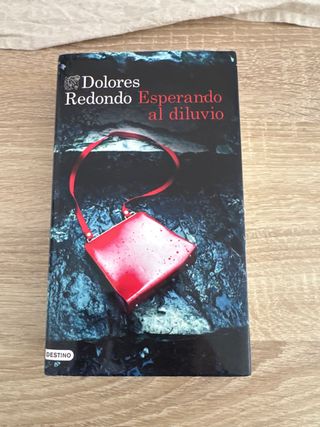 Dolores
Redondo
Esperando
al diluvio
DESTINO